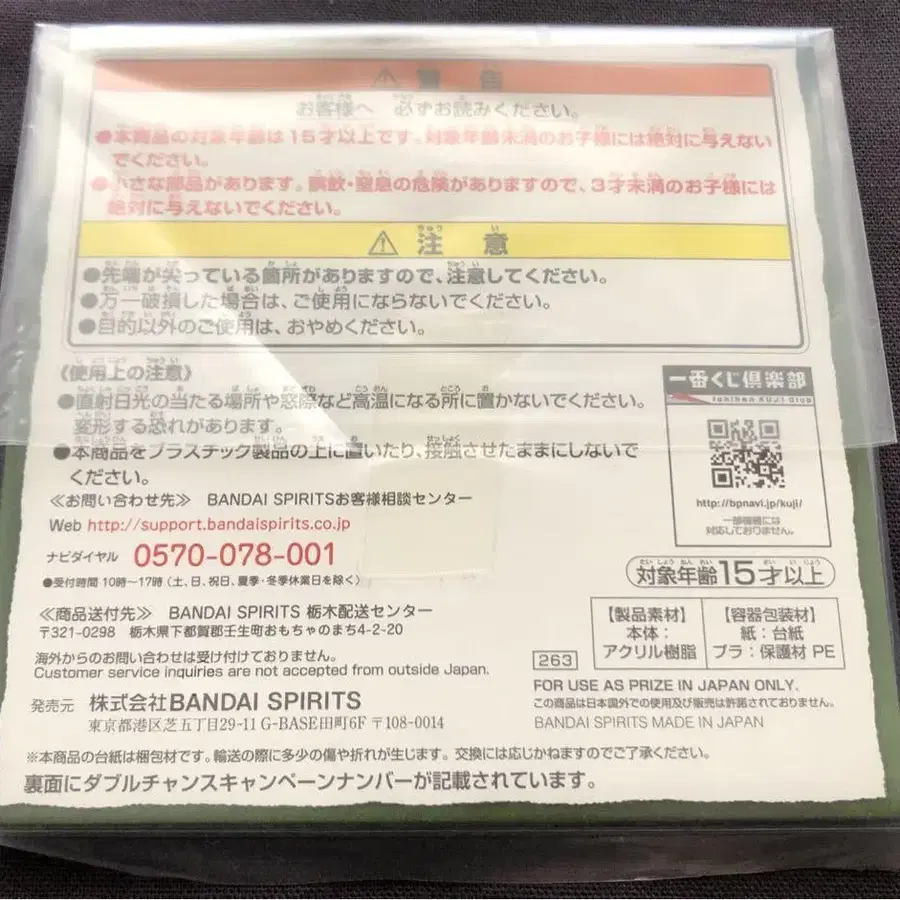 ⚠ 警告
お客様へ 必ずお読みください。
●本商品の対象年齢は15才以上です。対象年齢未満のお子様には絶対に与えない
でください。
●小さな部品があります。誤飲・窒息の危険がありますので、3才未満のお子様には
絶対に与えないでください。
⚠ 注意
●先端が尖っている箇所がありますので、注意してください。
●万一破損した場合は、ご使用にならないでください。
●目的以外のご使用は、おやめください。
《使用上の注意》
●直射日光の当たる場所や窓際など高温になる所に置かないでください。
変形する恐れがあります。
●本商品をプラスチック製品の上に置いたり、接触させたままにしないで
ください。
一番くじ倶楽部
Ichiban KUJI Club
http://bpnavi.jp/kuji/
一部機種には
対応しておりません。
≪お問い合わせ先≫ BANDAI SPIRITSお客様相談センター
Web http://support.bandaispirits.co.jp
ナビダイヤル 0570-078-001
●受付時間 10時〜17時(土、日、祝日、夏季・冬季休業日を除く)
対象年齢15才以上
≪商品送付先≫ BANDAI SPIRITS 栃木配送センター
〒321-0298 栃木県下都賀郡壬生町おもちゃのまち4-2-20
海外からのお問い合わせは受け付けておりません。
Customer service inquiries are not accepted from outside Japan.
【製品素材】
本体：
アクリル樹脂
【容器包装材】
紙：台紙
プラ：保護材 PE
263
発売元 株式会社BANDAI SPIRITS
東京都港区芝五丁目29-11 G-BASE田町6F 〒108-0014
FOR USE AS PRIZE IN JAPAN ONLY.
この商品は日本国外での使用及び販売は許諾されておりません。
BANDAI SPIRITS MADE IN JAPAN
※本商品の台紙は梱包材です。輸送の際に多少の傷や折れが生じます。交換には応じかねますのでご了承ください。
裏面にダブルチャンスキャンペーンナンバーが記載されています。